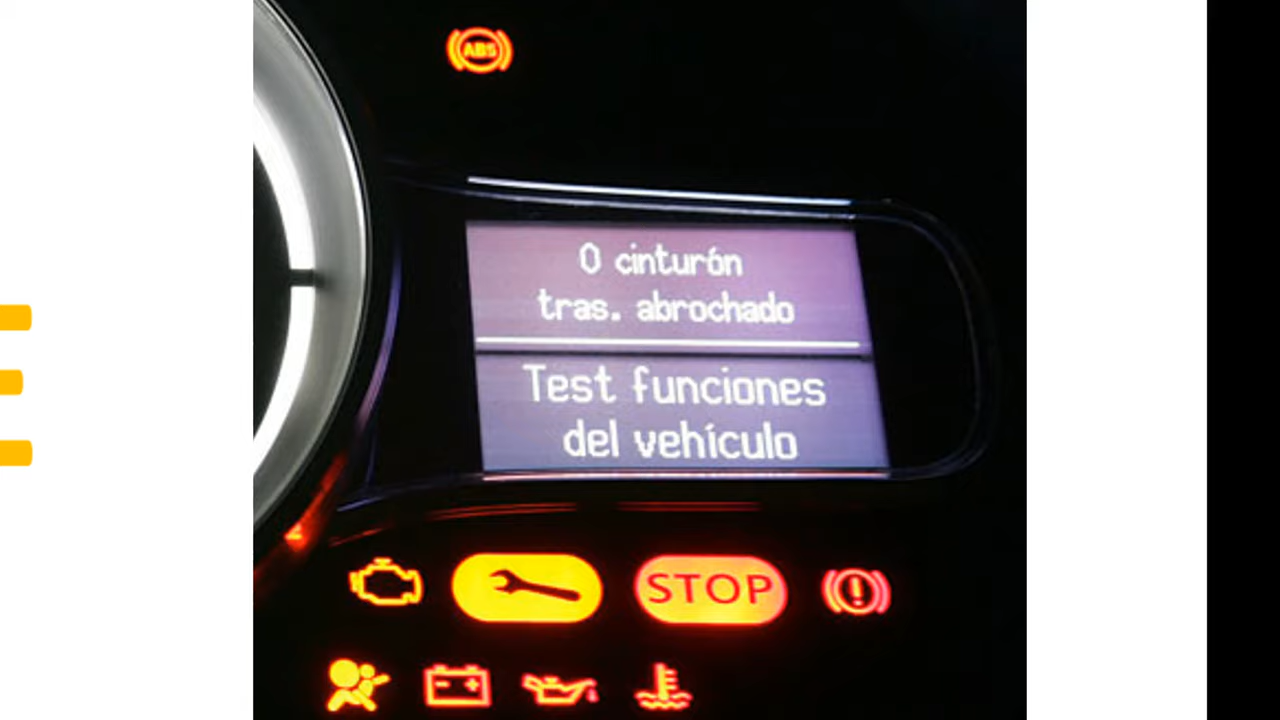 ABS
0 cinturón
tras. abrochado
Test funciones
del vehículo
STOP